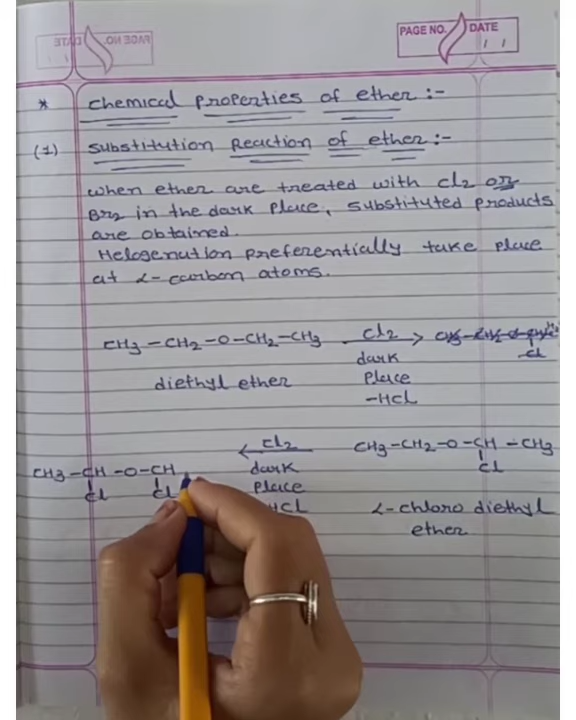 PAGE NO. DATE
/ /
* Chemical properties of ether :-
(1) Substitution Reaction of ether :-
when ether are treated with Cl2 or
Br2 in the dark place, substituted products
are obtained.
Helogenution preferentially take place
at α-carbon atoms.
CH3-CH2-O-CH2-CH3 Cl2 >
dark
place
-HCl
Cl
diethyl ether
CH3-CH2-O-CH-CH3
Cl
α-chloro diethyl
ether
Cl2
dark
place
HCl
CH3-CH-O-CH
Cl Cl